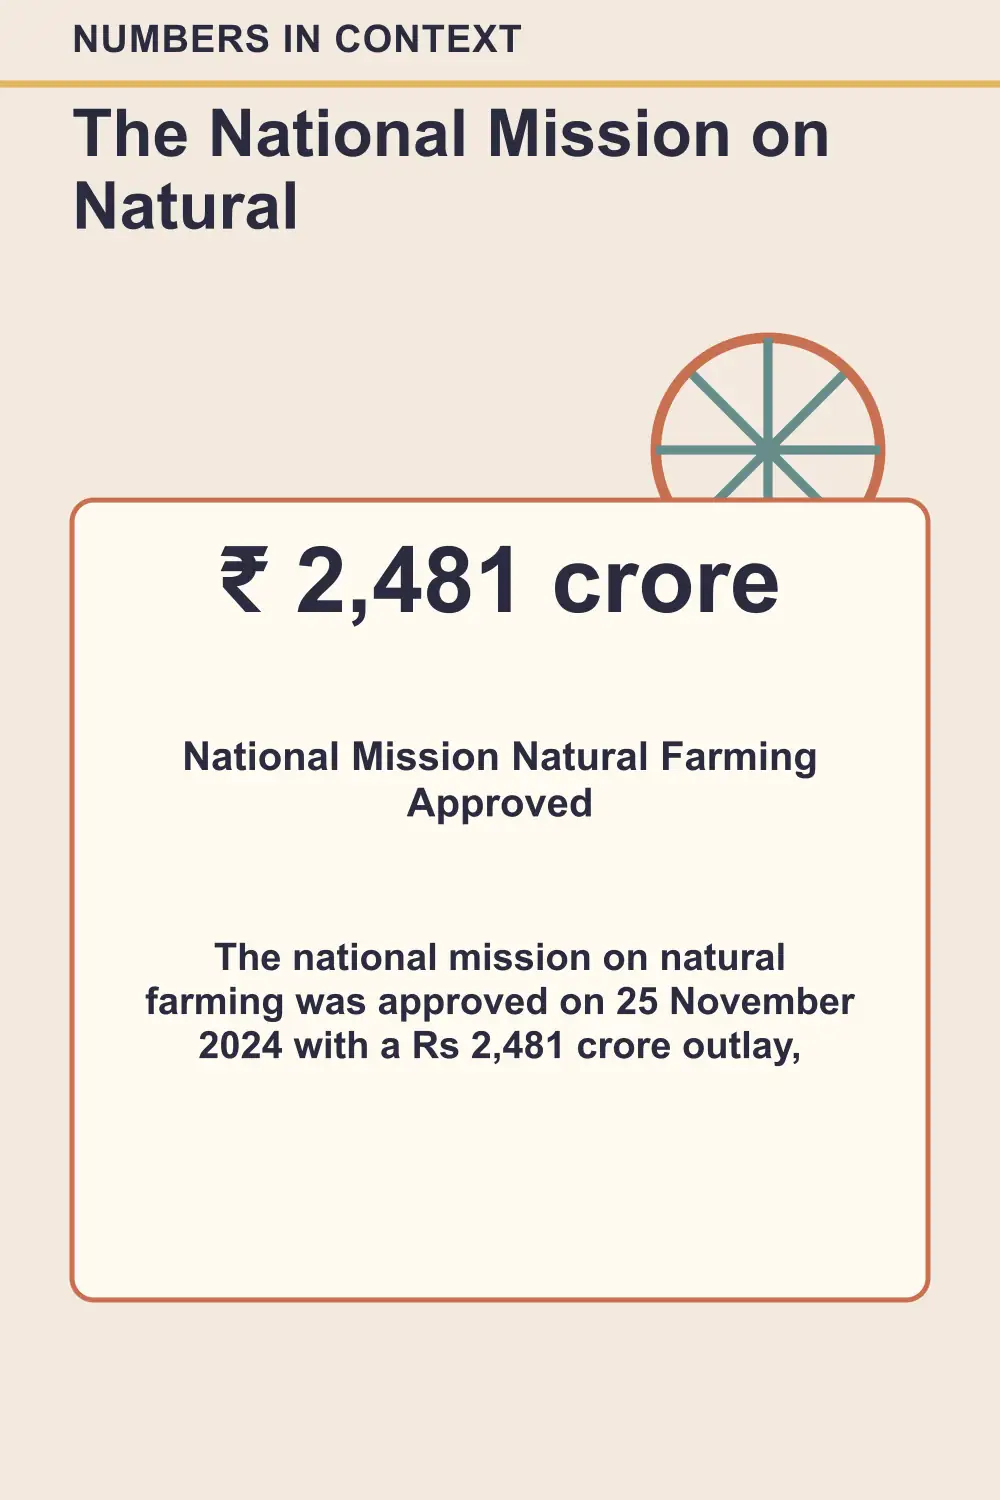 NUMBERS IN CONTEXT
The National Mission on
Natural
₹ 2,481 crore
National Mission Natural Farming
Approved
The national mission on natural
farming was approved on 25 November
2024 with a Rs 2,481 crore outlay,